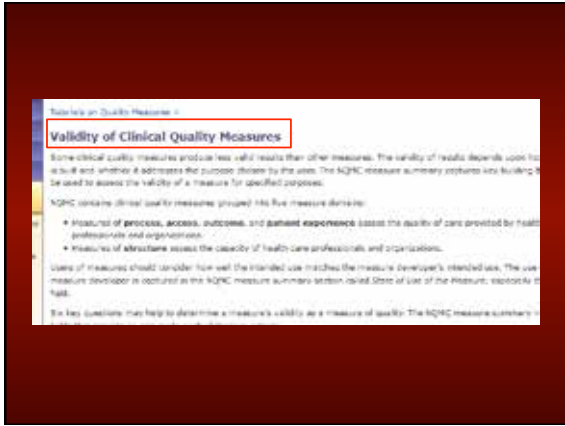 Tutorials on Quality Measures >
Validity of Clinical Quality Measures
Some clinical quality measures produce less valid results than other measures. The validity of results depends upon ho
is built and whether it addresses the purpose chosen by the user. The NQMC measure summary captures key building b
be used to assess the validity of a measure for specified purposes.
NQMC contains clinical quality measures grouped into five measure domains:
• Measures of process, access, outcome, and patient experience assess the quality of care provided by health
professionals and organizations.
• Measures of structure assess the capacity of health care professionals and organizations.
Users of measures should consider how well the intended use matches the measure developer's intended use. The use
measure developer is captured in the NQMC measure summary section called State of Use of the Measure, especially
field.
Six key questions may help to determine a measure's validity as a measure of quality. The NQMC measure summary